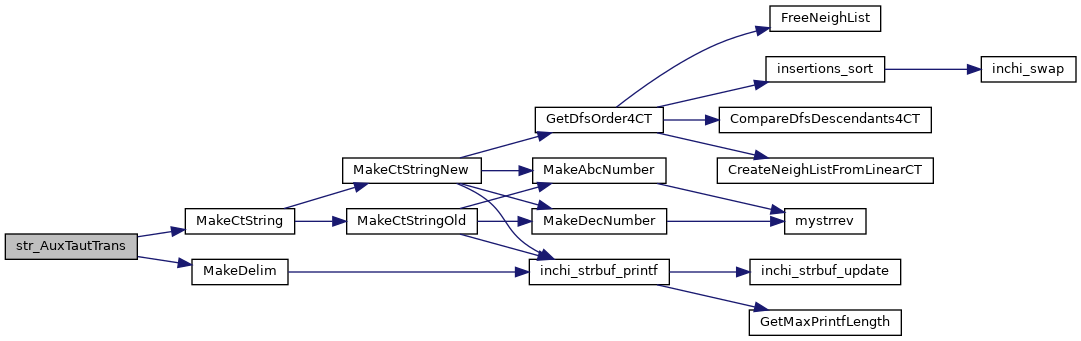 str_AuxTautTrans
MakeCtString
MakeDelim
MakeCtStringNew
MakeCtStringOld
GetDfsOrder4CT
MakeAbcNumber
MakeDecNumber
inchi_strbuf_printf
FreeNeighList
insertions_sort
CompareDfsDescendants4CT
CreateNeighListFromLinearCT
mystrrev
inchi_strbuf_update
GetMaxPrintfLength
inchi_swap